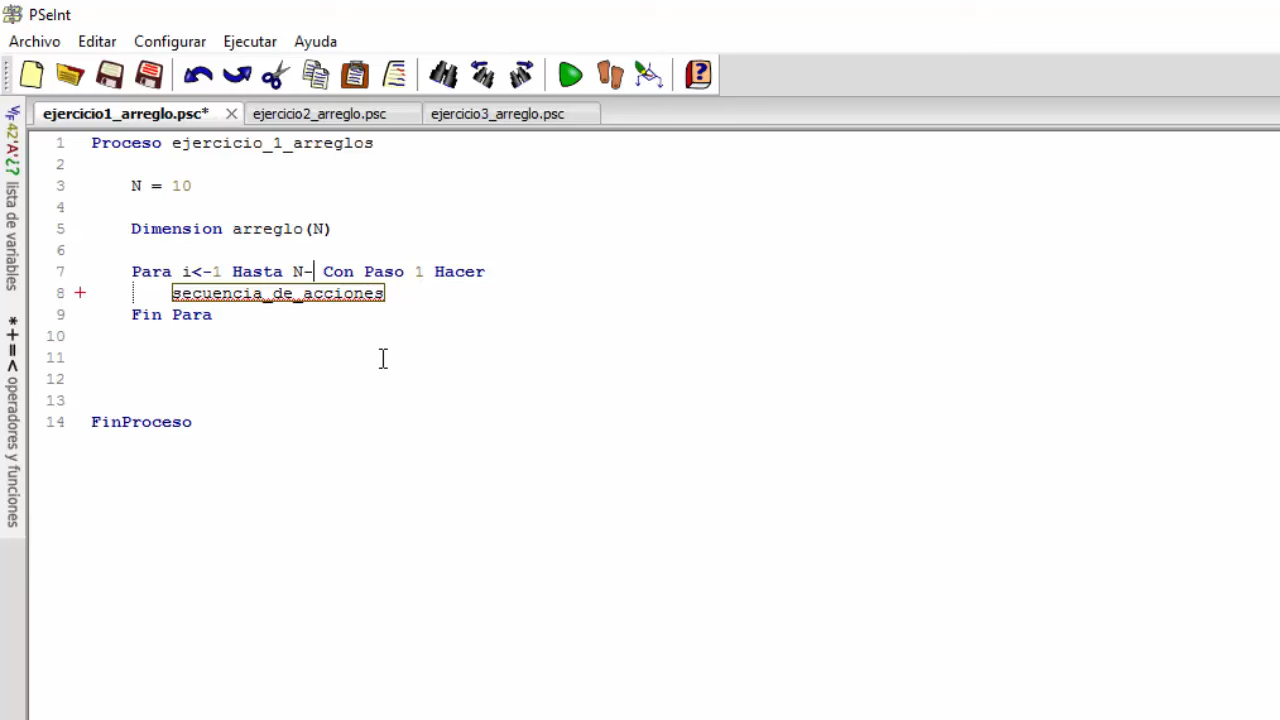 PSeInt
Archivo Editar Configurar Ejecutar Ayuda
ejercicio1_arreglo.psc* ejercicio2_arreglo.psc ejercicio3_arreglo.psc
1 Proceso ejercicio_1_arreglos
2
3 N = 10
4
5 Dimension arreglo(N)
6
7 Para i<-1 Hasta N- Con Paso 1 Hacer
8 secuencia_de_acciones
9 Fin Para
10
11
12
13
14 FinProceso
42'A'¿? lista de variables
*+=< operadores y funciones